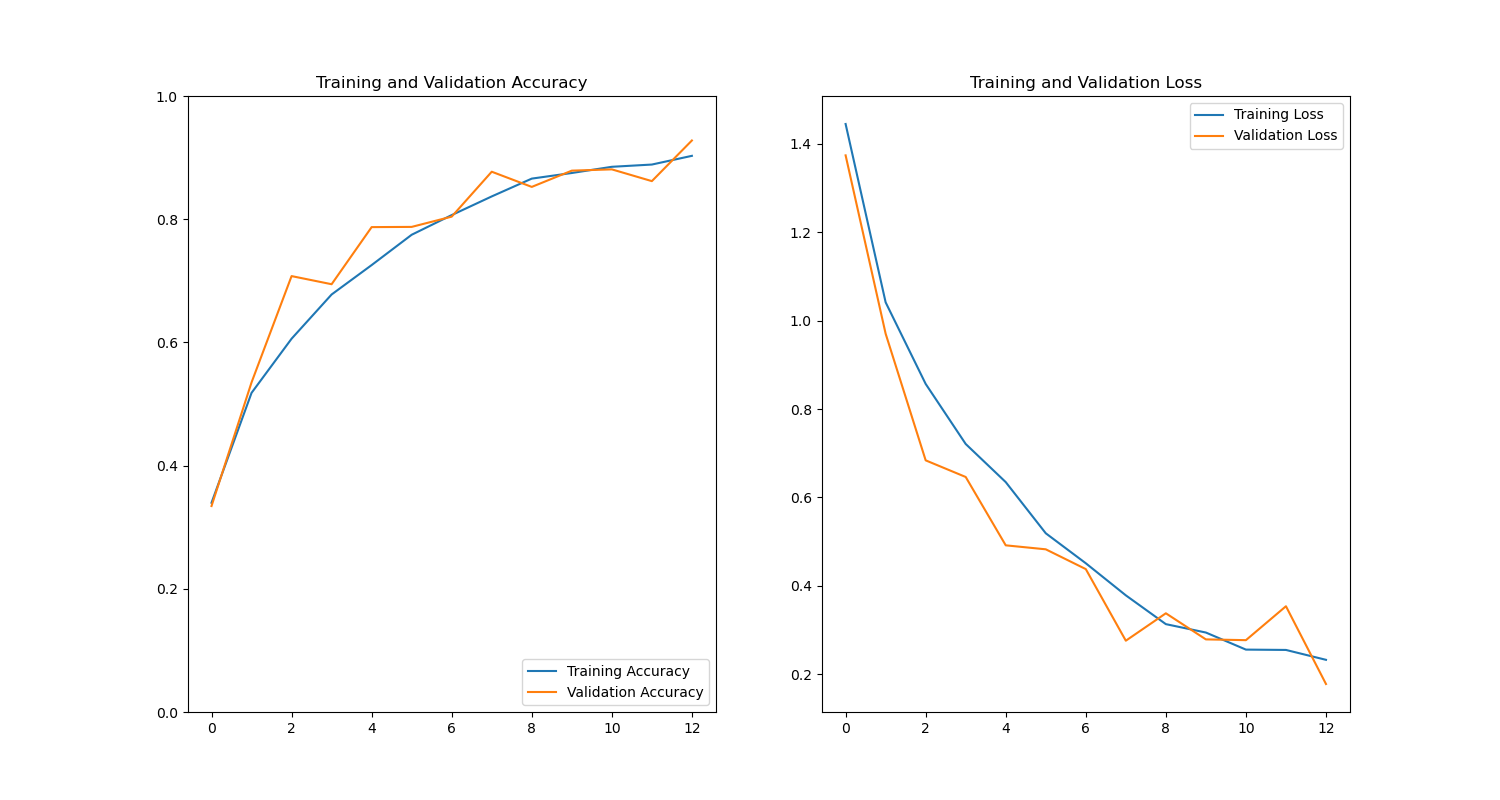 Training and Validation Accuracy
1.0
0.8
0.6
0.4
0.2
0.0
0 2 4 6 8 10 12
Training Accuracy
Validation Accuracy
Training and Validation Loss
1.4
1.2
1.0
0.8
0.6
0.4
0.2
0 2 4 6 8 10 12
Training Loss
Validation Loss